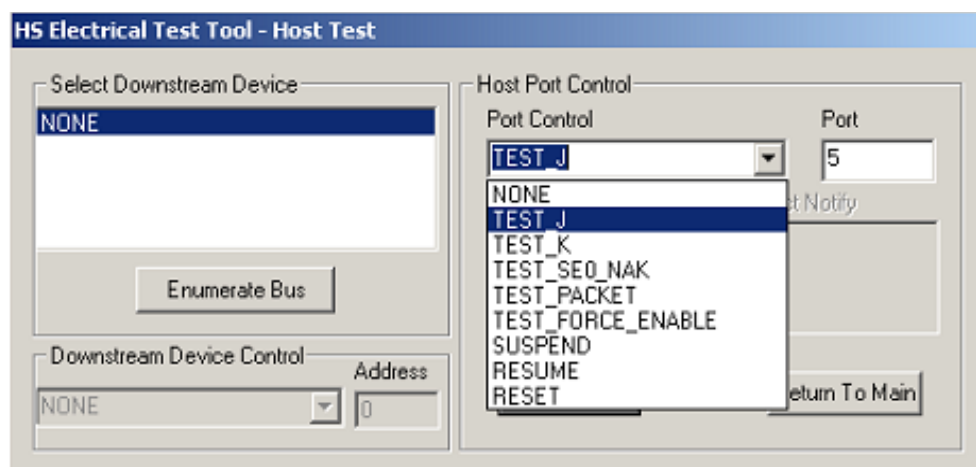 HS Electrical Test Tool - Host Test
Select Downstream Device
NONE
Enumerate Bus
Downstream Device Control
Address
NONE
0
Host Port Control
Port Control
Port
TEST_J
5
NONE
TEST_J
TEST_K
TEST_SE0_NAK
TEST_PACKET
TEST_FORCE_ENABLE
SUSPEND
RESUME
RESET
Notify
To Main